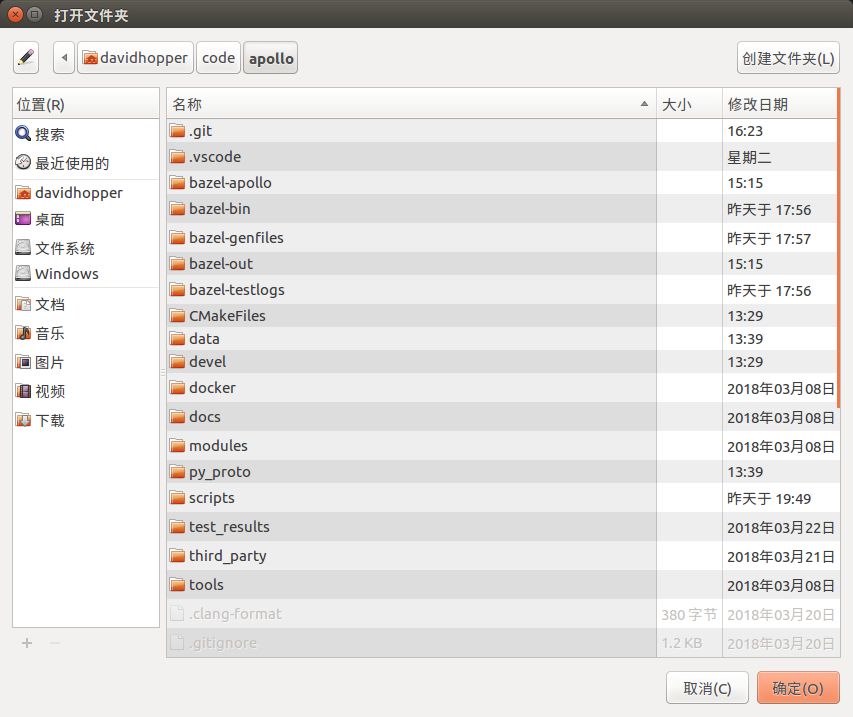 打开文件夹
davidhopper code apollo 创建文件夹(L)
位置(R)
搜索
最近使用的
davidhopper
桌面
文件系统
Windows
文档
音乐
图片
视频
下载
名称 大小 修改日期
.git 16:23
.vscode 星期二
bazel-apollo 15:15
bazel-bin 昨天于 17:56
bazel-genfiles 昨天于 17:57
bazel-out 15:15
bazel-testlogs 昨天于 17:56
CMakeFiles 13:29
data 13:39
devel 13:29
docker 2018年03月08日
docs 2018年03月08日
modules 2018年03月08日
py_proto 13:39
scripts 昨天于 19:49
test_results 2018年03月22日
third_party 2018年03月21日
tools 2018年03月08日
.clang-format 380 字节 2018年03月20日
.gitignore 1.2 KB 2018年03月20日
取消(C) 确定(O)